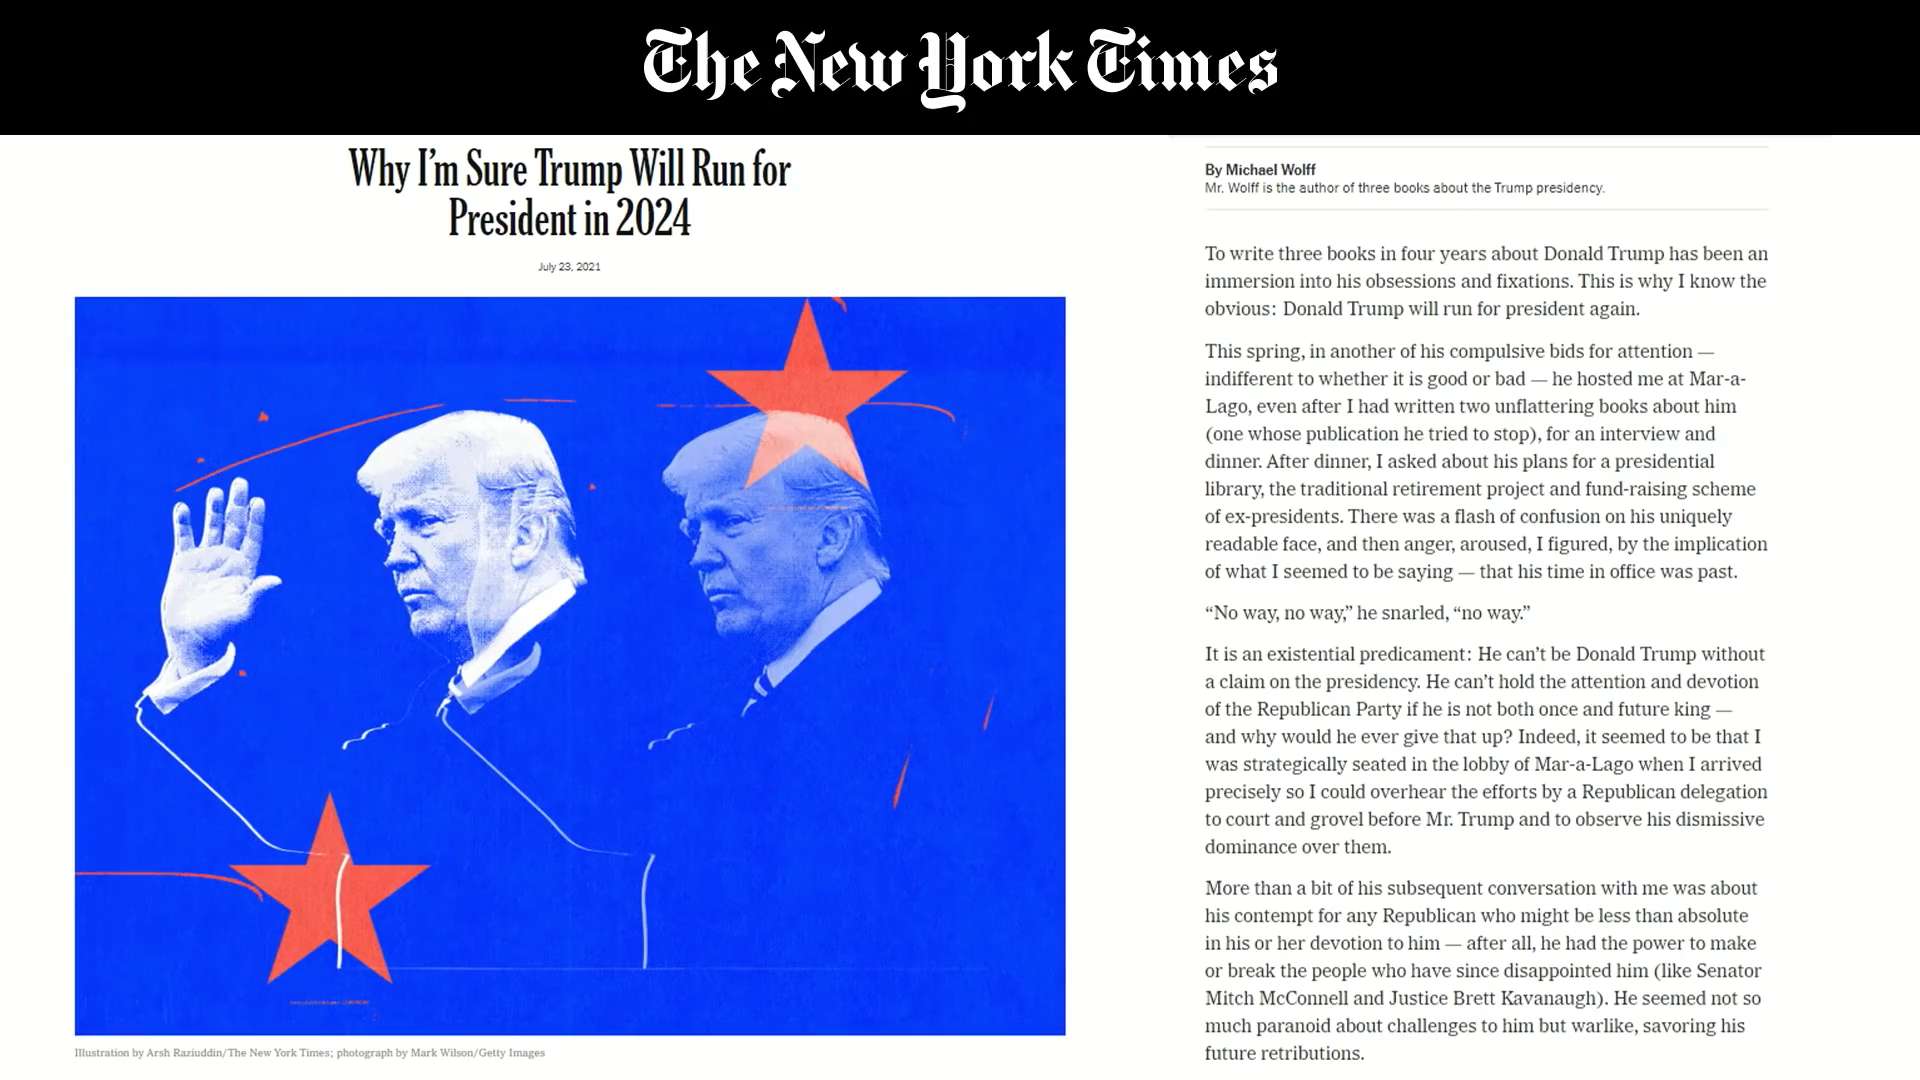 The New York Times
Why I'm Sure Trump Will Run for
President in 2024
July 23, 2021
Illustration by Arsh Raziuddin/The New York Times; photograph by Mark Wilson/Getty Images
By Michael Wolff
Mr. Wolff is the author of three books about the Trump presidency.
To write three books in four years about Donald Trump has been an
immersion into his obsessions and fixations. This is why I know the
obvious: Donald Trump will run for president again.
This spring, in another of his compulsive bids for attention —
indifferent to whether it is good or bad — he hosted me at Mar-a-
Lago, even after I had written two unflattering books about him
(one whose publication he tried to stop), for an interview and
dinner. After dinner, I asked about his plans for a presidential
library, the traditional retirement project and fund-raising scheme
of ex-presidents. There was a flash of confusion on his uniquely
readable face, and then anger, aroused, I figured, by the implication
of what I seemed to be saying — that his time in office was past.
“No way, no way,” he snarled, “no way.”
It is an existential predicament: He can’t be Donald Trump without
a claim on the presidency. He can’t hold the attention and devotion
of the Republican Party if he is not both once and future king —
and why would he ever give that up? Indeed, it seemed to be that I
was strategically seated in the lobby of Mar-a-Lago when I arrived
precisely so I could overhear the efforts by a Republican delegation
to court and grovel before Mr. Trump and to observe his dismissive
dominance over them.
More than a bit of his subsequent conversation with me was about
his contempt for any Republican who might be less than absolute
in his or her devotion to him — after all, he had the power to make
or break the people who have since disappointed him (like Senator
Mitch McConnell and Justice Brett Kavanaugh). He seemed not so
much paranoid about challenges to him but warlike, savoring his
future retributions.